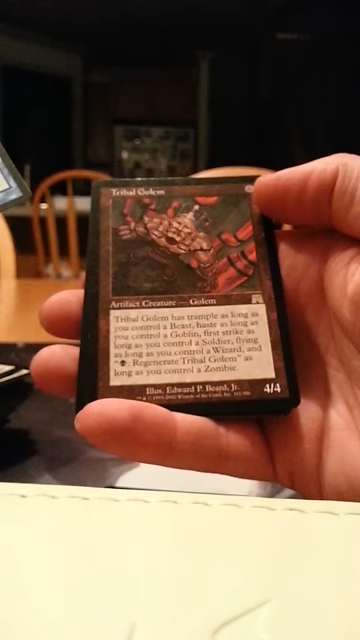 Tribal Golem
Artifact Creature — Golem
Tribal Golem has trample as long as
you control a Beast, haste as long as
you control a Goblin, first strike as
long as you control a Soldier, flying
as long as you control a Wizard, and
": Regenerate Tribal Golem" as
long as you control a Zombie.
Illus. Edward P. Beard, Jr.
4/4